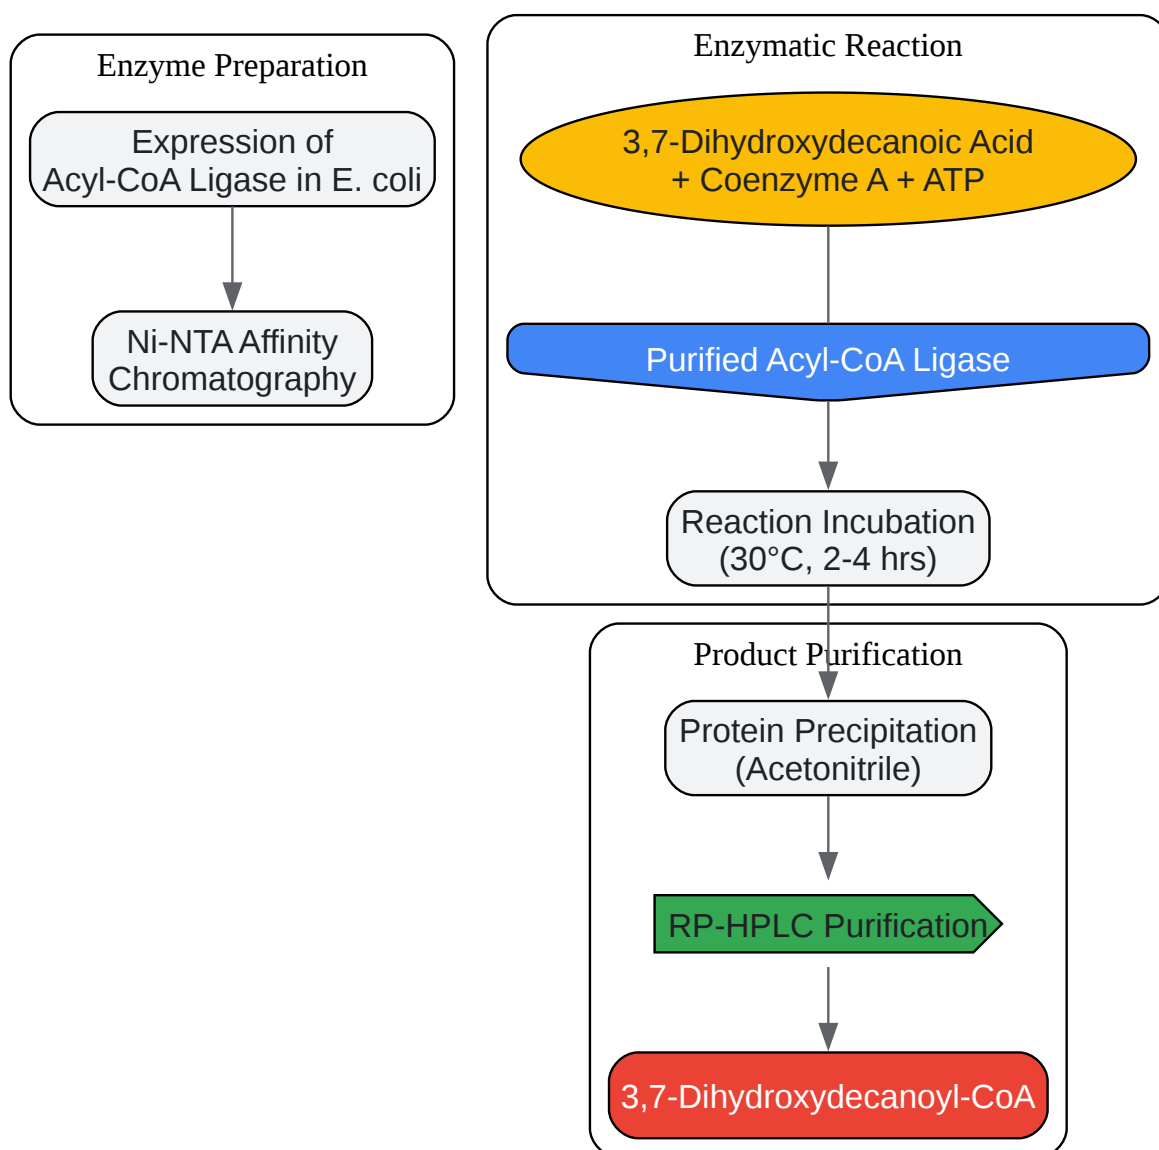 Enzyme Preparation
Expression of
Acyl-CoA Ligase in E. coli
Ni-NTA Affinity
Chromatography
Enzymatic Reaction
3,7-Dihydroxydecanoic Acid
+ Coenzyme A + ATP
Purified Acyl-CoA Ligase
Reaction Incubation
(30°C, 2-4 hrs)
Product Purification
Protein Precipitation
(Acetonitrile)
RP-HPLC Purification
3,7-Dihydroxydecanoyl-CoA